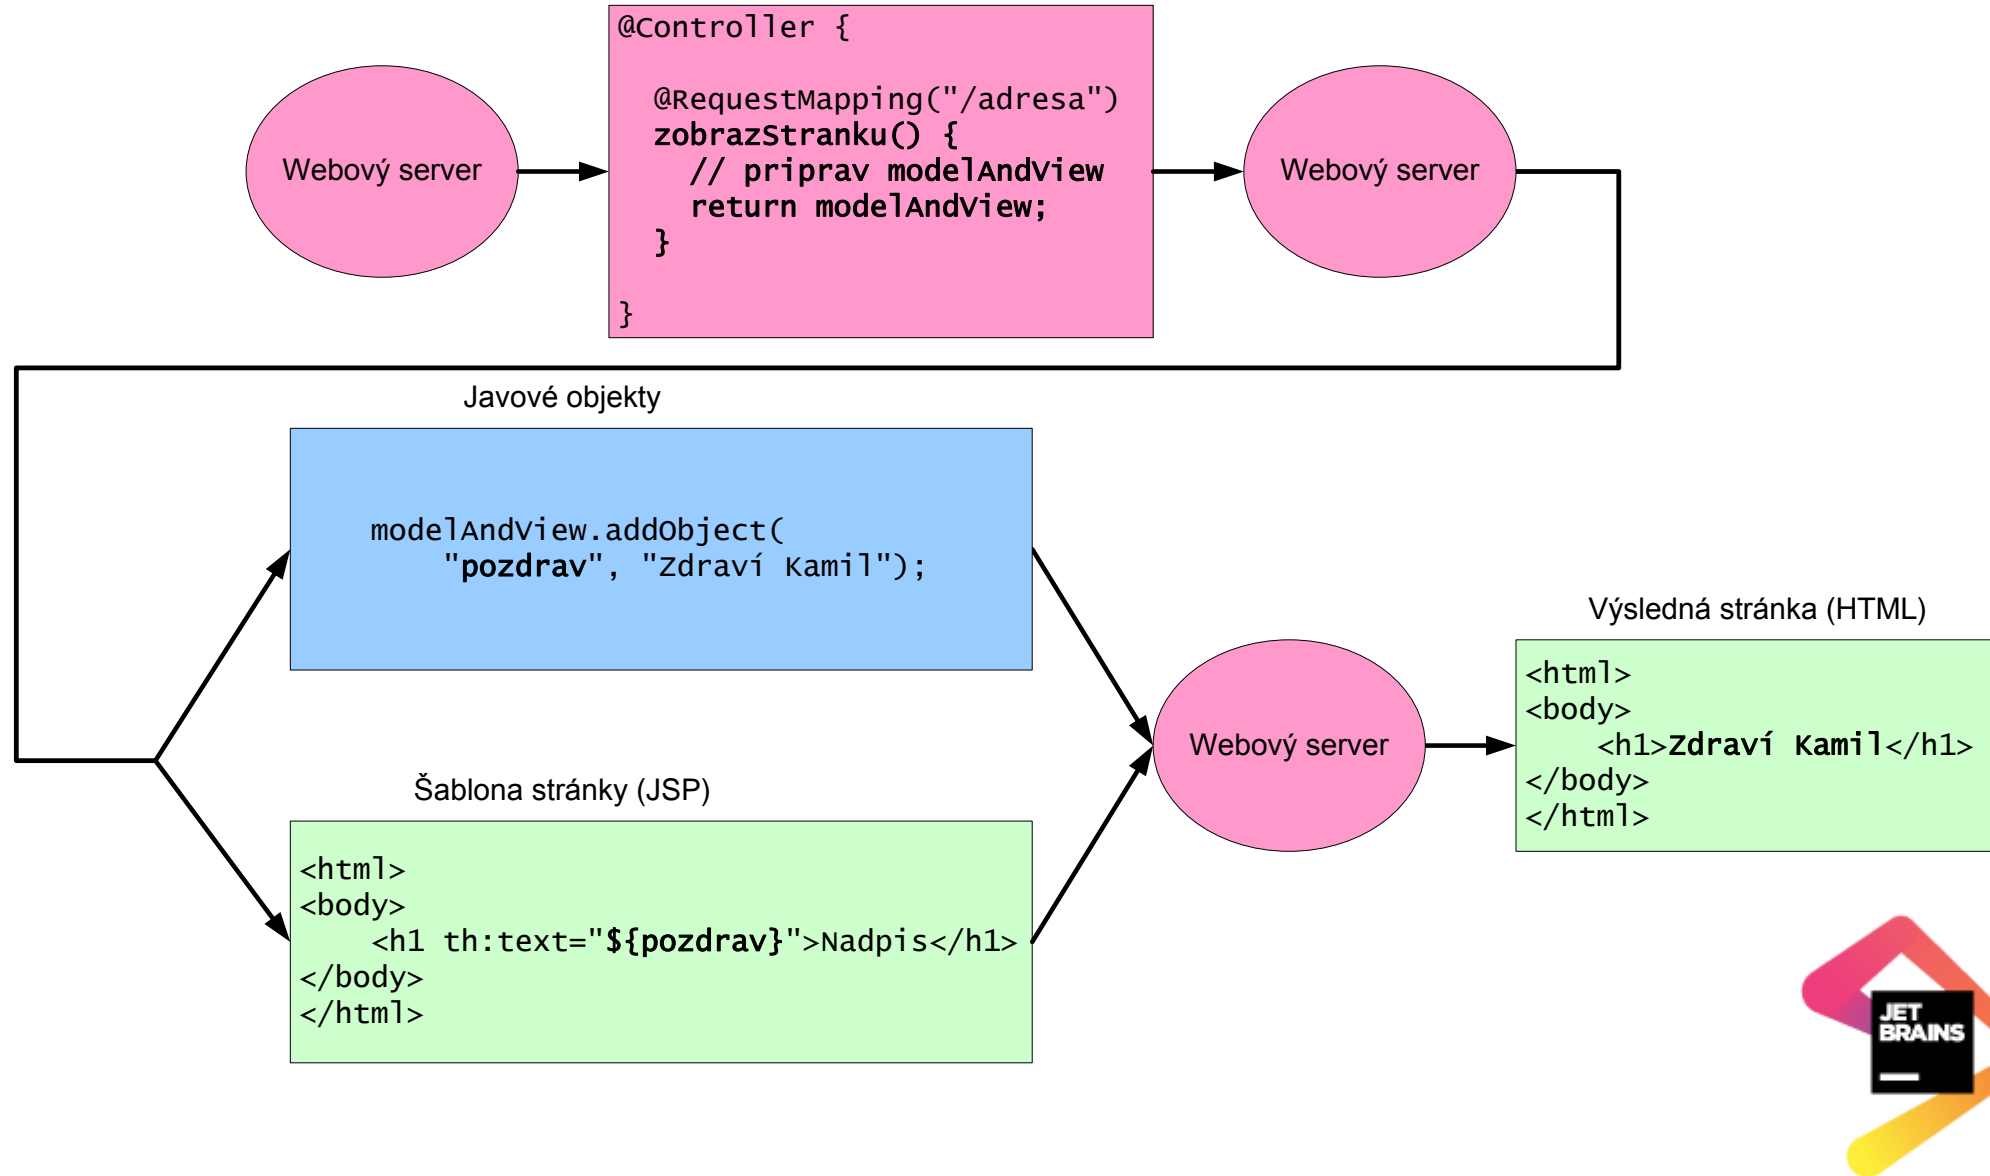 @Controller {
Webový server
@RequestMapping("/adresa")
zobrazStranku() {
// priprav modelAndView
return modelAndView;
}
}
Webový server
Javové objekty
modelAndView.addObject(
"pozdrav", "Zdraví Kamil");
Šablona stránky (JSP)
<html>
<body>
<h1 th:text="${pozdrav}">Nadpis</h1>
</body>
</html>
Webový server
Výsledná stránka (HTML)
<html>
<body>
<h1>Zdraví Kamil</h1>
</body>
</html>
JET
BRAINS